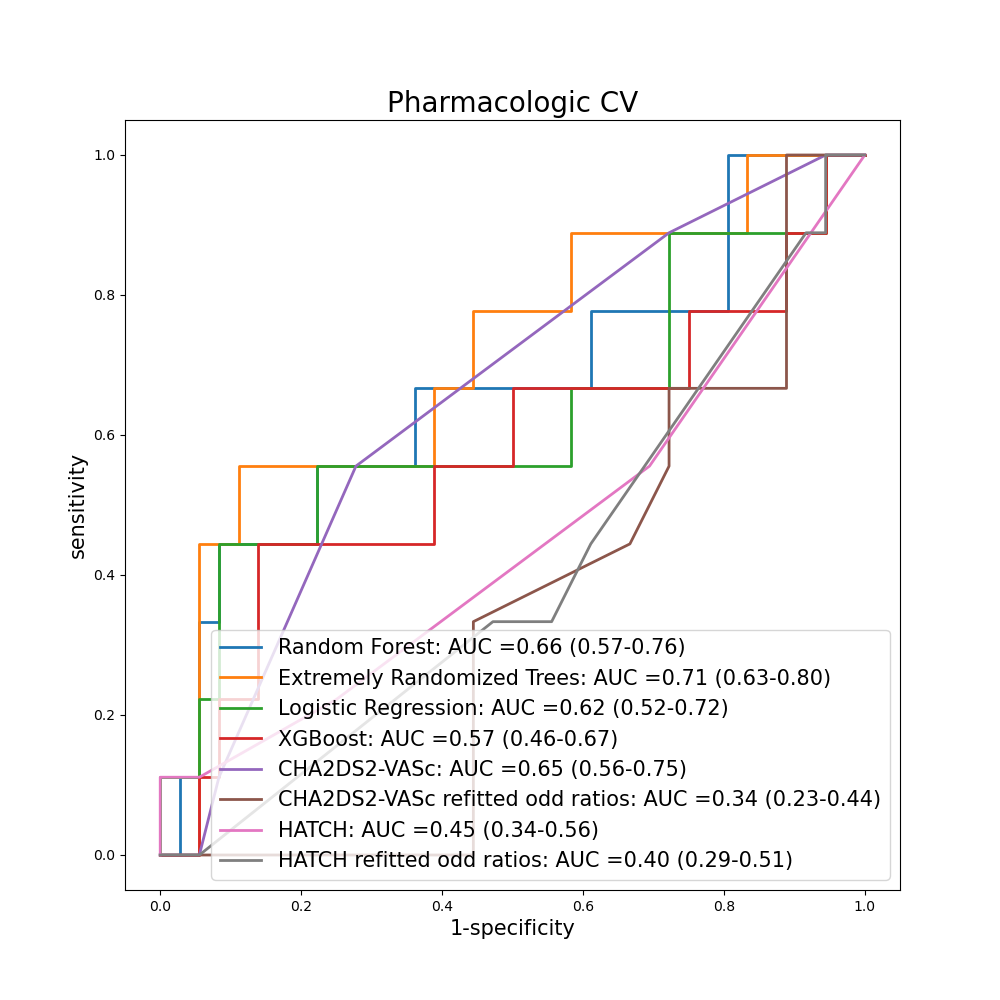 Pharmacologic CV
1.0
0.8
0.6
0.4
0.2
0.0
sensitivity
Random Forest: AUC =0.66 (0.57-0.76)
Extremely Randomized Trees: AUC =0.71 (0.63-0.80)
Logistic Regression: AUC =0.62 (0.52-0.72)
XGBoost: AUC =0.57 (0.46-0.67)
CHA2DS2-VASc: AUC =0.65 (0.56-0.75)
CHA2DS2-VASc refitted odd ratios: AUC =0.34 (0.23-0.44)
HATCH: AUC =0.45 (0.34-0.56)
HATCH refitted odd ratios: AUC =0.40 (0.29-0.51)
0.0 0.2 0.4 0.6 0.8 1.0
1-specificity